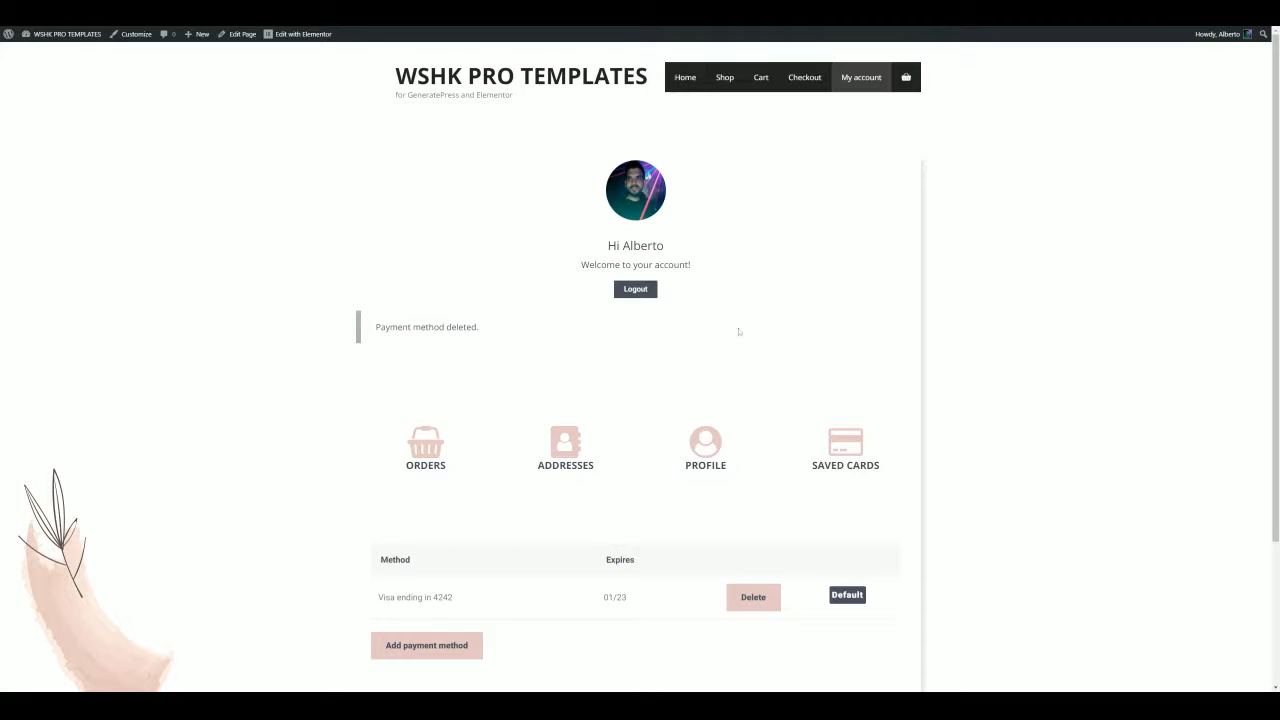 WSHK PRO TEMPLATES Customize 0 New Edit Page Edit with Elementor Howdy, Alberto
WSHK PRO TEMPLATES
for GeneratePress and Elementor
Home Shop Cart Checkout My account
Hi Alberto
Welcome to your account!
Logout
Payment method deleted.
ORDERS ADDRESSES PROFILE SAVED CARDS
Method Expires
Visa ending in 4242 01/23 Delete Default
Add payment method